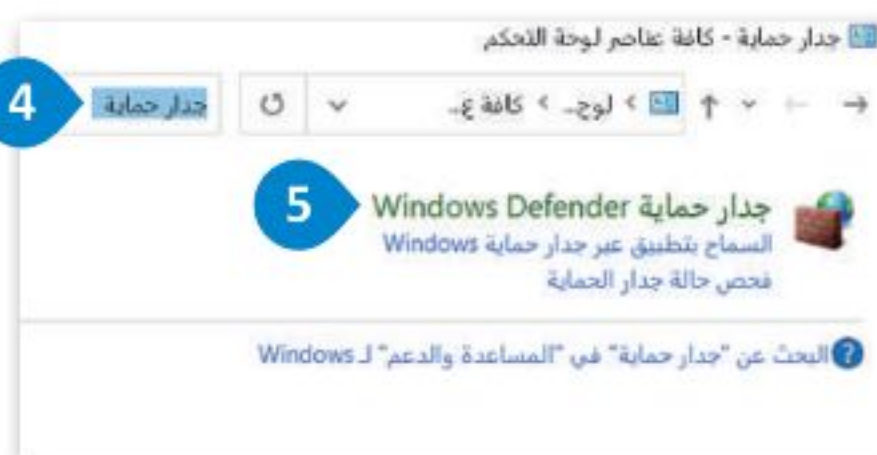 جدار حماية - كافة عناصر لوحة التحكم
لوح.. › كافة ع..
جدار حماية
4
5
جدار حماية Windows Defender
السماح بتطبيق عبر جدار حماية Windows
فحص حالة جدار الحماية
البحث عن "جدار حماية" في "المساعدة والدعم" لـ Windows